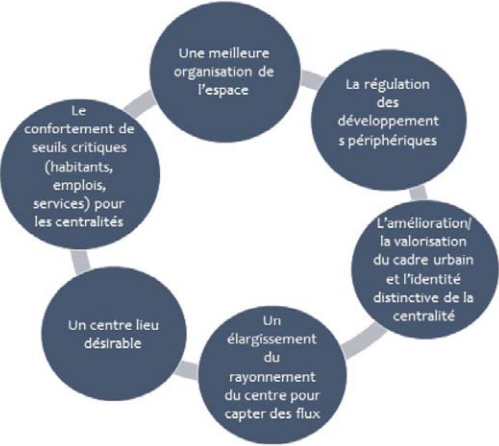 Une meilleure
organisation de
l'espace
La régulation
des
développement
s périphériques
L'amélioration/
la valorisation
du cadre urbain
et l'identité
distinctive de la
centralité
Un
élargissement
du
rayonnement
du centre pour
capter des flux
Un centre lieu
désirable
Le
confortement de
seuils critiques
(habitants,
emplois,
services) pour
les centralités